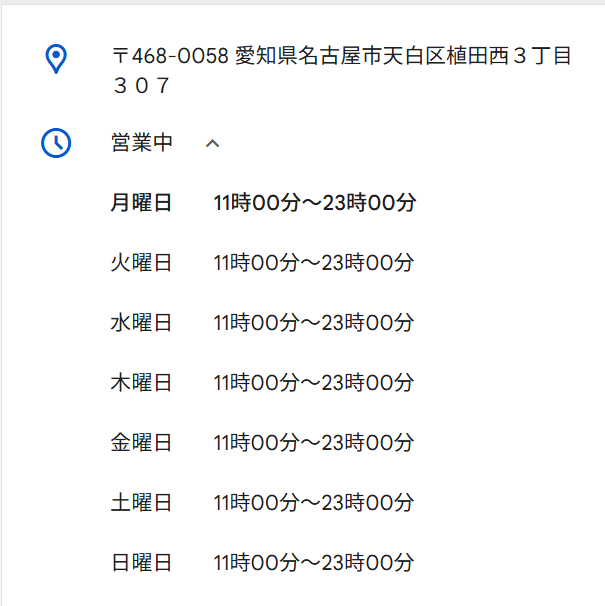 〒468-0058 愛知県名古屋市天白区植田西３丁目
３０７
営業中
月曜日 11時00分～23時00分
火曜日 11時00分～23時00分
水曜日 11時00分～23時00分
木曜日 11時00分～23時00分
金曜日 11時00分～23時00分
土曜日 11時00分～23時00分
日曜日 11時00分～23時00分